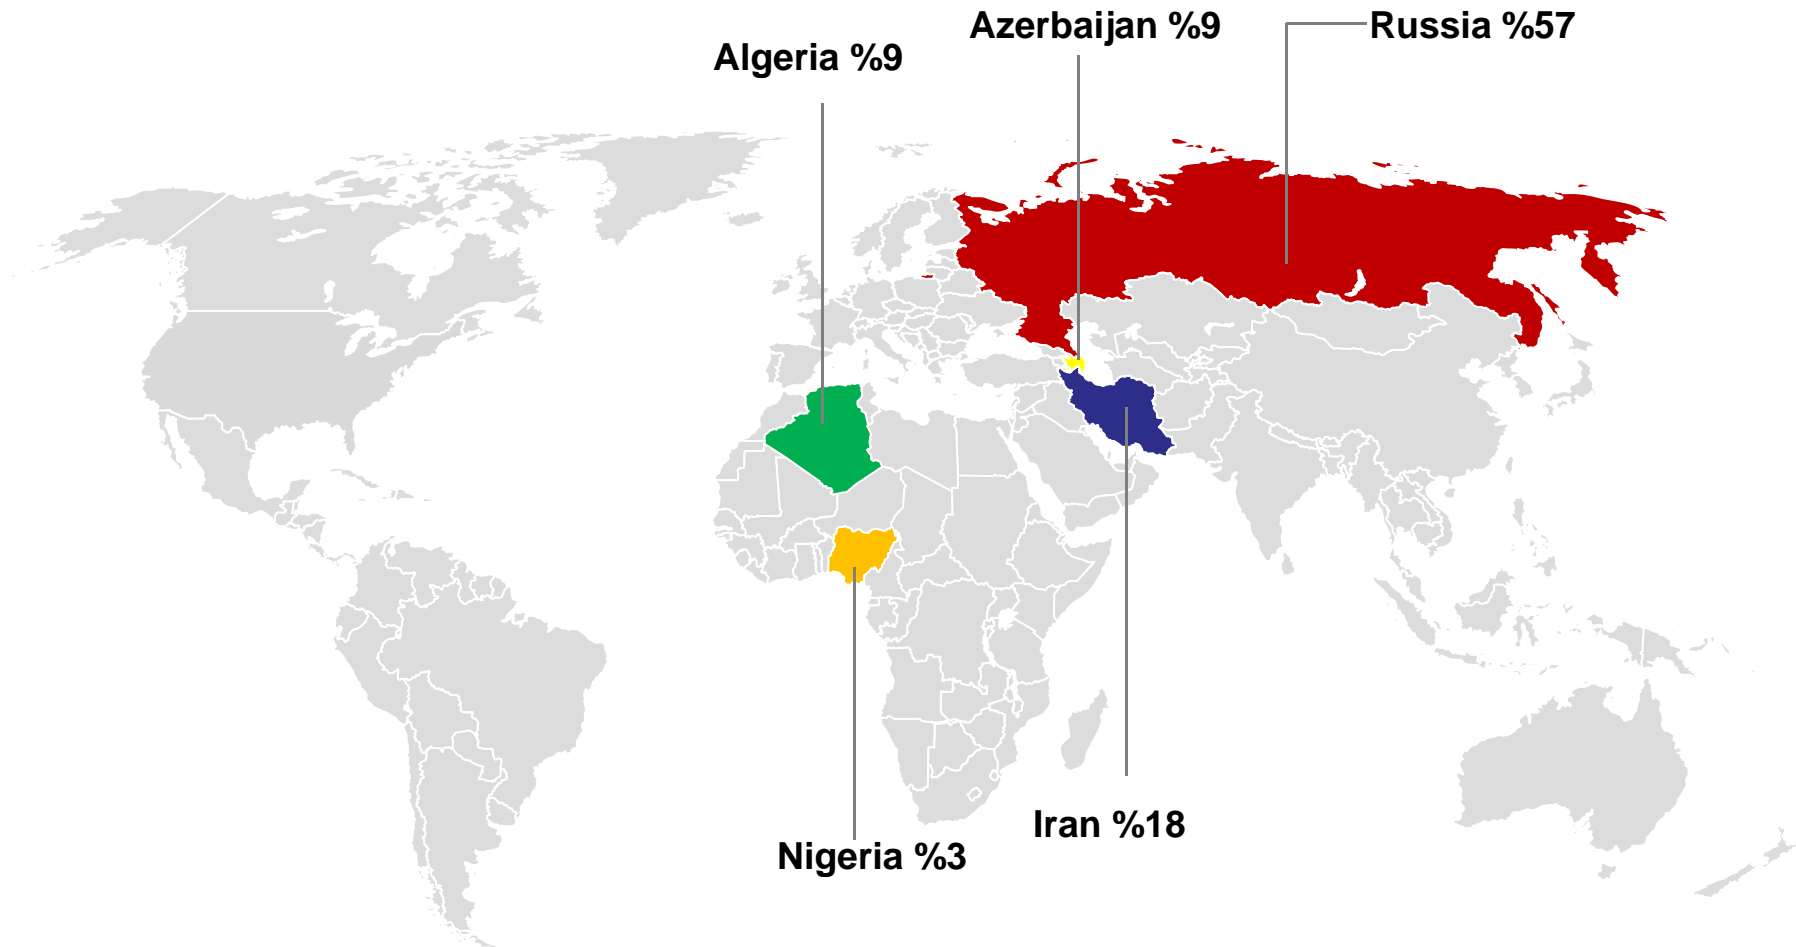 Azerbaijan %9
Russia %57
Algeria %9
Iran %18
Nigeria %3